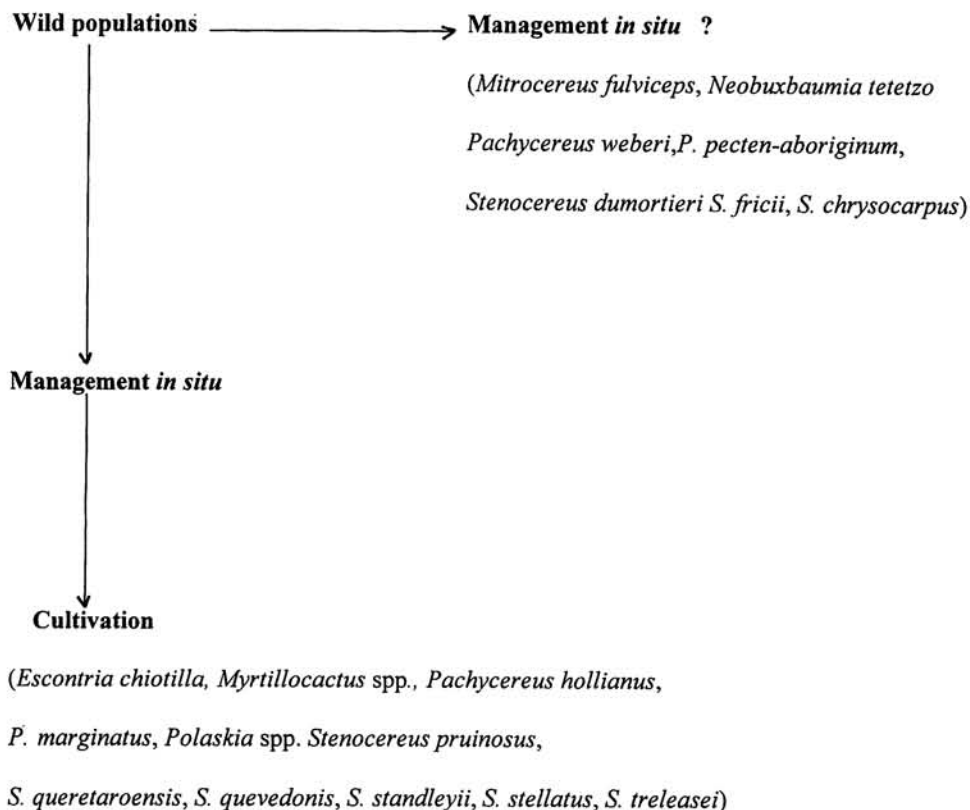 Wild populations
Management in situ ?
(Mitrocereus fulviceps, Neobuxbaumia tetetzo
Pachycereus weberi,P. pecten-aboriginum,
Stenocereus dumortieri S. fricii, S. chrysocarpus)
Management in situ
Cultivation
(Escontria chiotilla, Myrtillocactus spp., Pachycereus hollianus,
P. marginatus, Polaskia spp. Stenocereus pruinosus,
S. queretaroensis, S. quevedonis, S. standleyii, S. stellatus, S. treleasei)